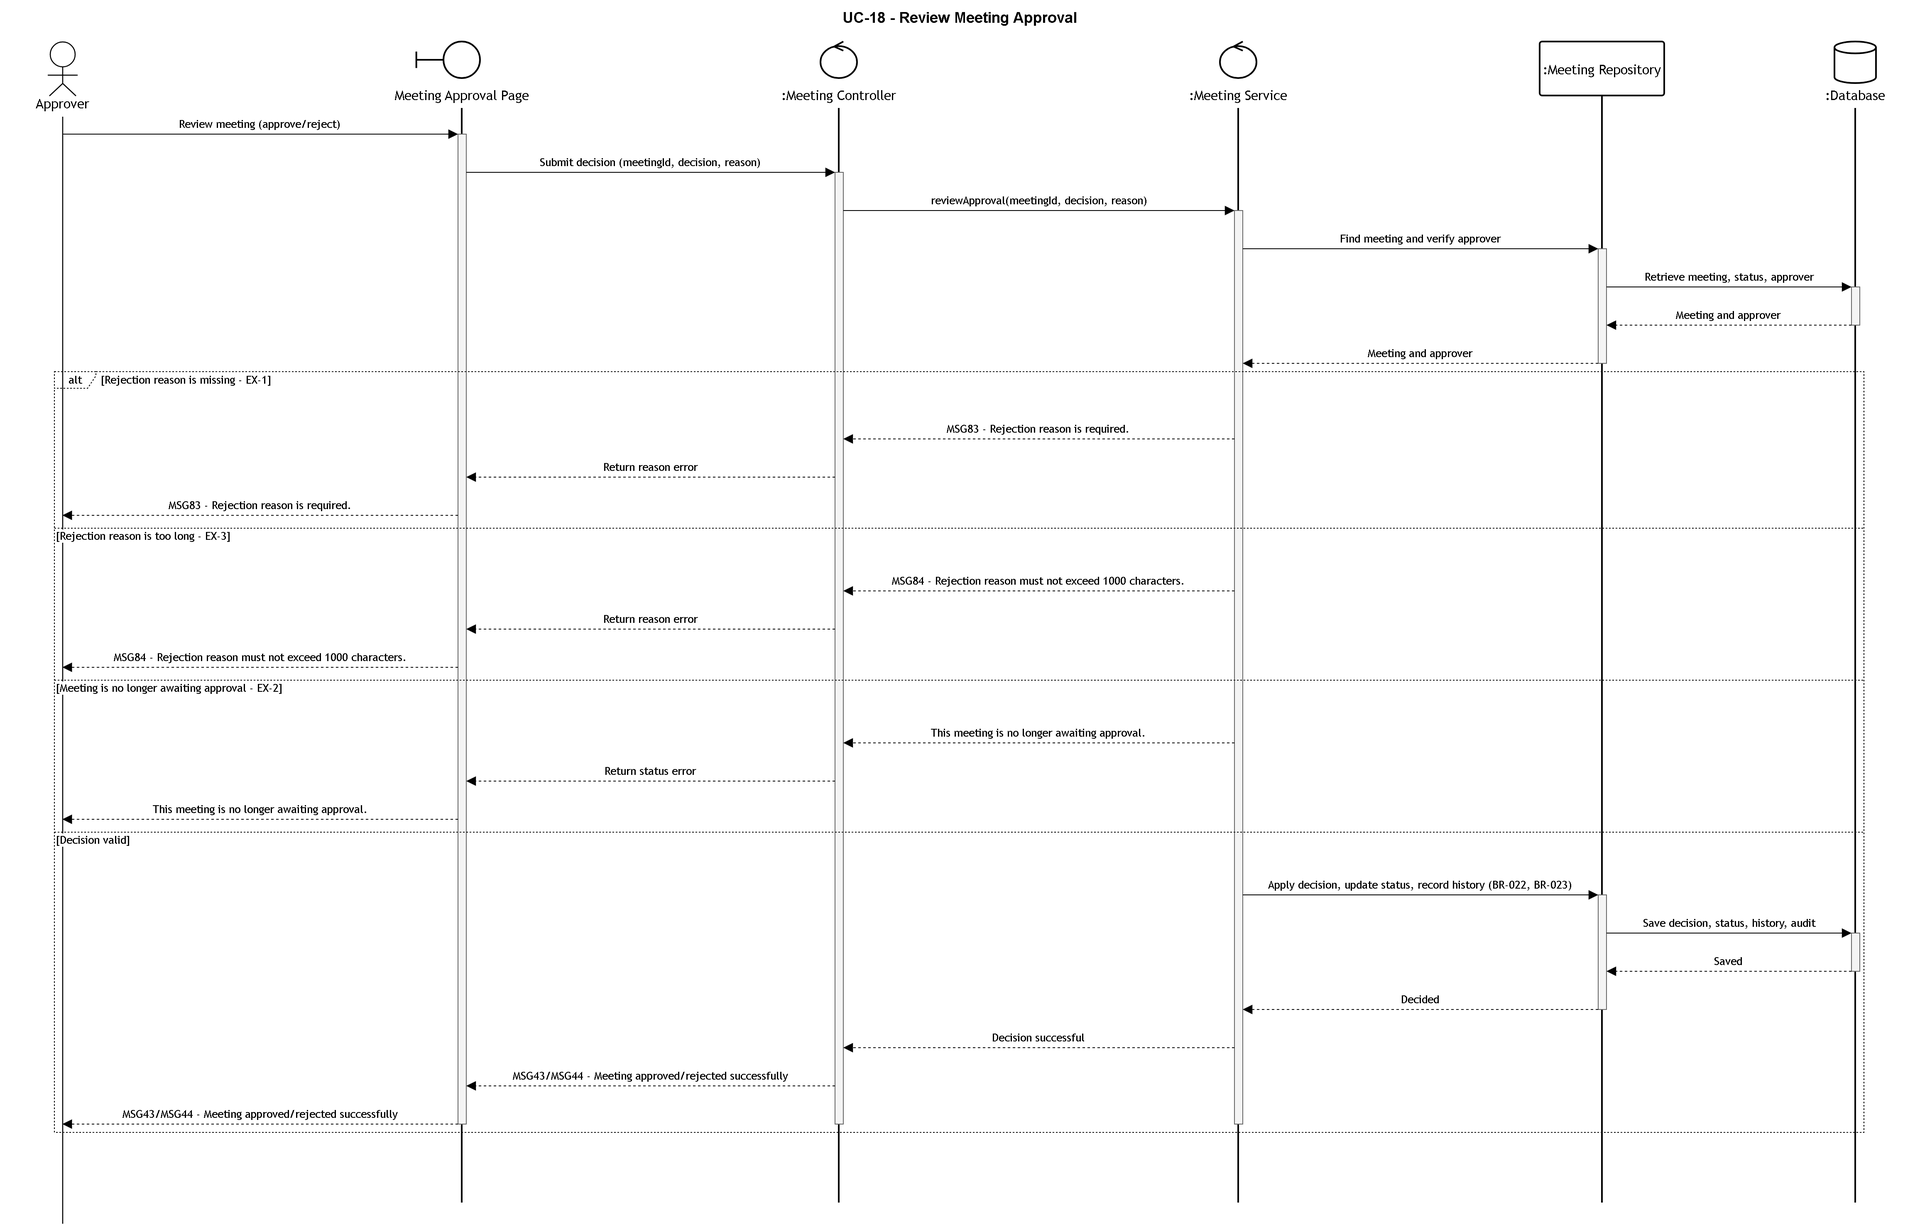 UC-18 - Review Meeting Approval
Approver
Meeting Approval Page
:Meeting Controller
:Meeting Service
:Meeting Repository
:Database
Review meeting (approve/reject)
Submit decision (meetingId, decision, reason)
reviewApproval(meetingId, decision, reason)
Find meeting and verify approver
Retrieve meeting, status, approver
Meeting and approver
Meeting and approver
alt [Rejection reason is missing - EX-1]
MSG83 - Rejection reason is required.
Return reason error
MSG83 - Rejection reason is required.
[Rejection reason is too long - EX-3]
MSG84 - Rejection reason must not exceed 1000 characters.
Return reason error
MSG84 - Rejection reason must not exceed 1000 characters.
[Meeting is no longer awaiting approval - EX-2]
This meeting is no longer awaiting approval.
Return status error
This meeting is no longer awaiting approval.
[Decision valid]
Apply decision, update status, record history (BR-022, BR-023)
Save decision, status, history, audit
Saved
Decided
Decision successful
MSG43/MSG44 - Meeting approved/rejected successfully
MSG43/MSG44 - Meeting approved/rejected successfully